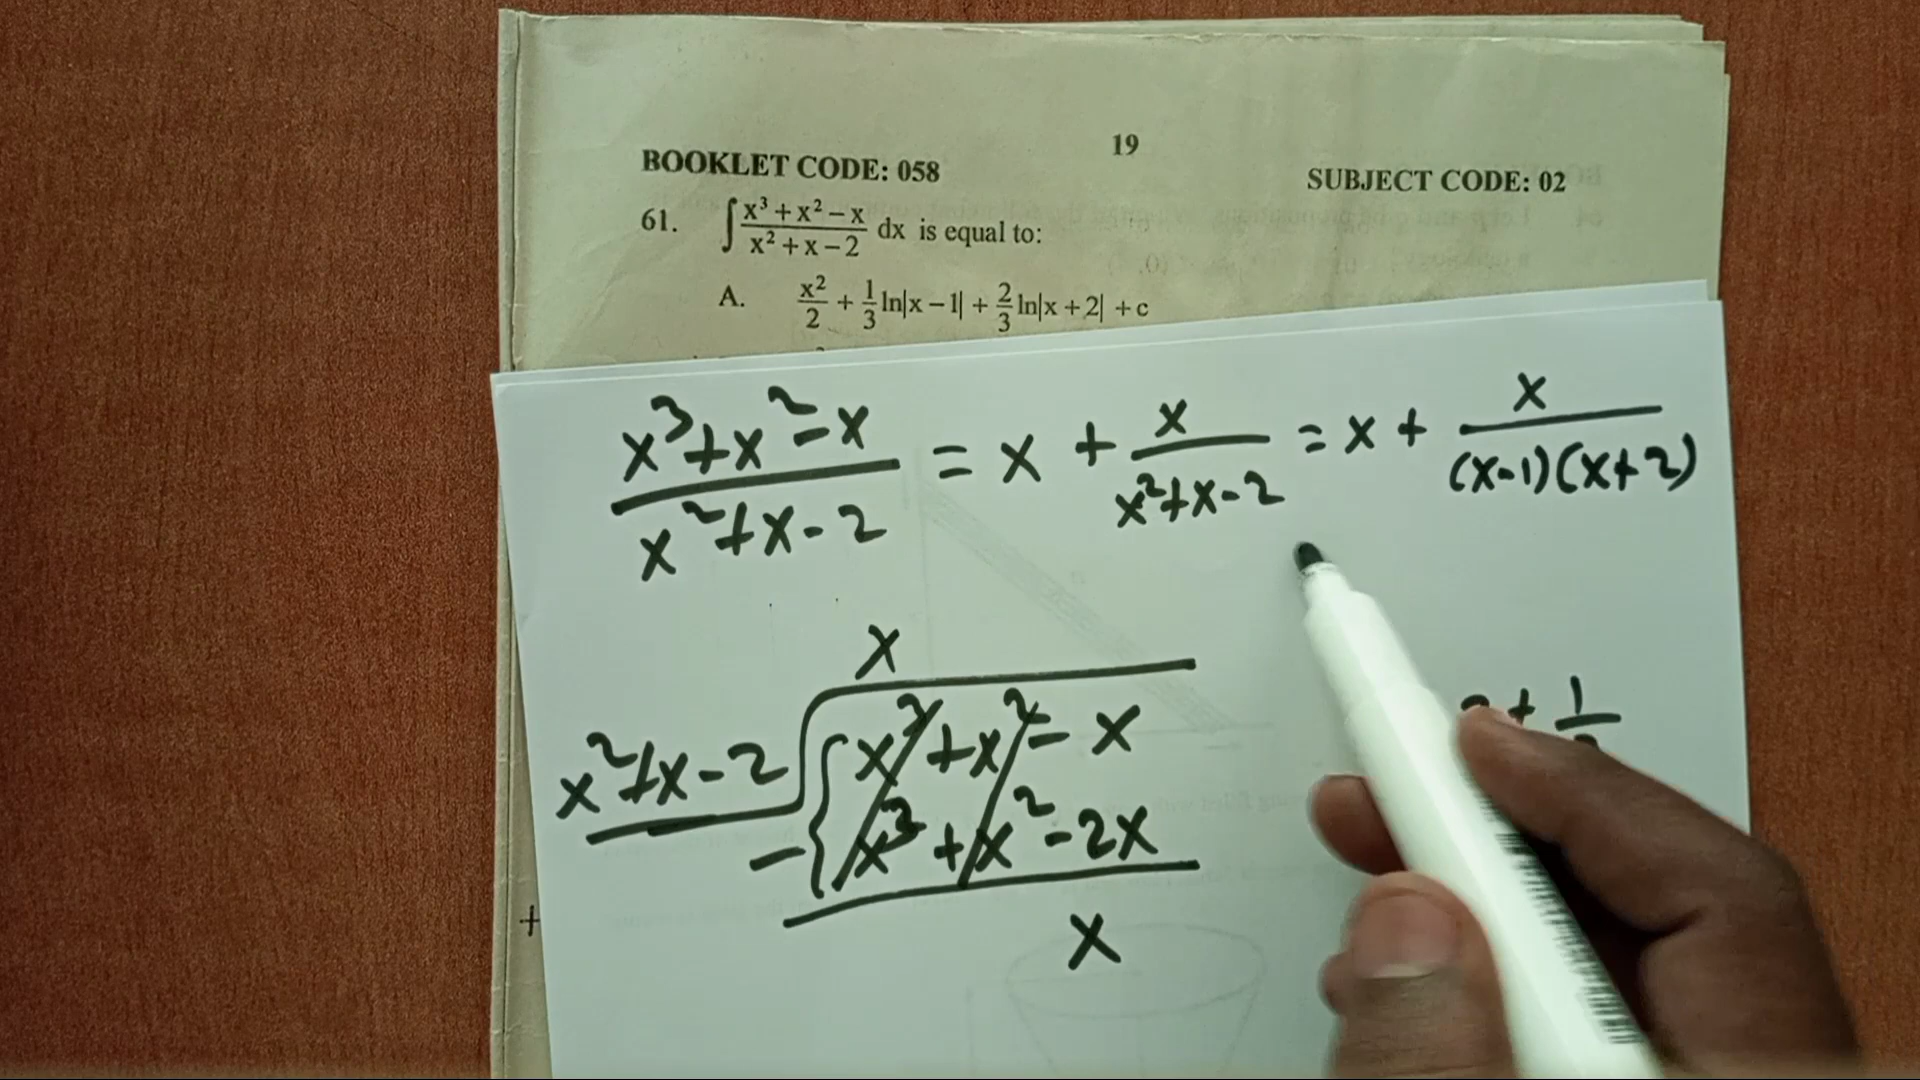 19
BOOKLET CODE: 058
SUBJECT CODE: 02
61. ∫ (x³ + x² − x)/(x² + x − 2) dx is equal to:
A. x²/2 + 1/3 ln|x − 1| + 2/3 ln|x + 2| + c
(x³+x²-x)/(x²+x-2) = x + x/(x²+x-2) = x + x/((x-1)(x+2))
x
x²+x-2 x³+x²-x
- x³+x²-2x
x
+ 1
+